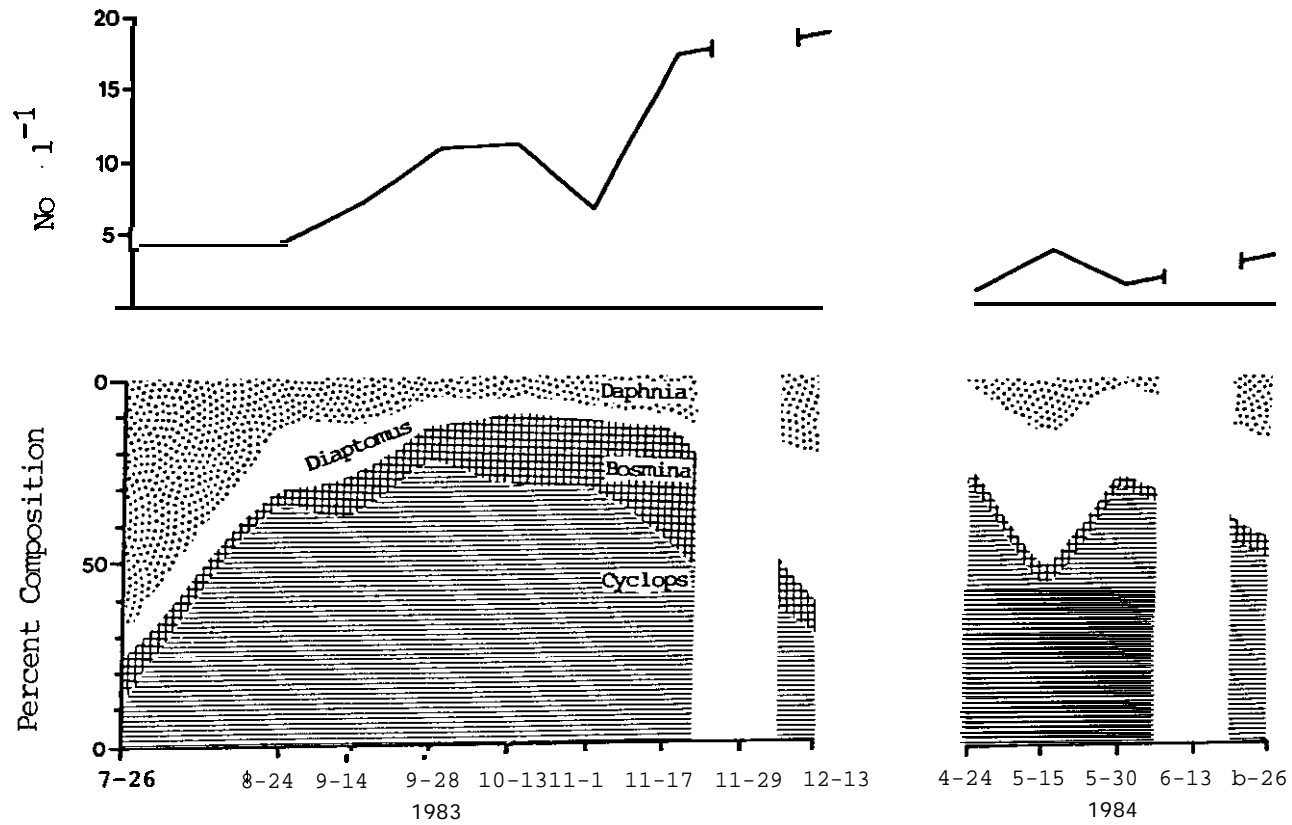 20
15
10
5
No · l⁻¹
0
50
0
Percent Composition
Daphnia
Diaptomus
Bosmina
Cyclops
7-26 8-24 9-14 9-28 10-1311-1 11-17 11-29 12-13 4-24 5-15 5-30 6-13 b-26
1983 1984